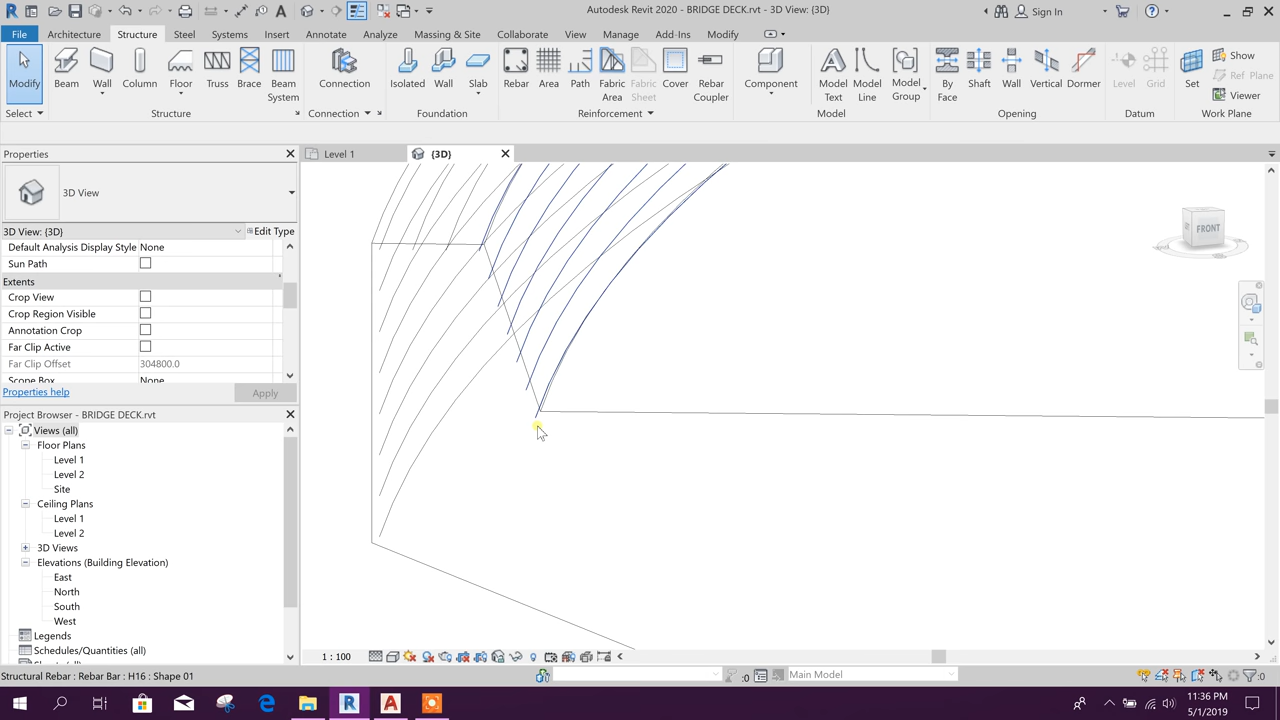 Autodesk Revit 2020 - BRIDGE DECK.rvt - 3D View: {3D}
Sign In
File Architecture Structure Steel Systems Insert Annotate Analyze Massing & Site Collaborate View Manage Add-Ins Modify
Modify Beam Wall Column Floor Truss Brace Beam System Connection Isolated Wall Slab Rebar Area Path Fabric Area Fabric Sheet Cover Rebar Coupler Component Model Text Model Line Model Group By Face Shaft Wall Vertical Dormer Level Grid Set Show Ref Plane Viewer
Select Structure Connection Foundation Reinforcement Model Opening Datum Work Plane
Properties
Level 1
{3D}
3D View
3D View: {3D}
Edit Type
Default Analysis Display Style None
Sun Path
Extents
Crop View
Crop Region Visible
Annotation Crop
Far Clip Active
Far Clip Offset 304800.0
Scope Box None
Properties help
Apply
FRONT
Project Browser - BRIDGE DECK.rvt
Views (all)
Floor Plans
Level 1
Level 2
Site
Ceiling Plans
Level 1
Level 2
3D Views
Elevations (Building Elevation)
East
North
South
West
Legends
Schedules/Quantities (all)
1 : 100
Structural Rebar : Rebar Bar : H16 : Shape 01
:0
Main Model
:0
11:36 PM
5/1/2019